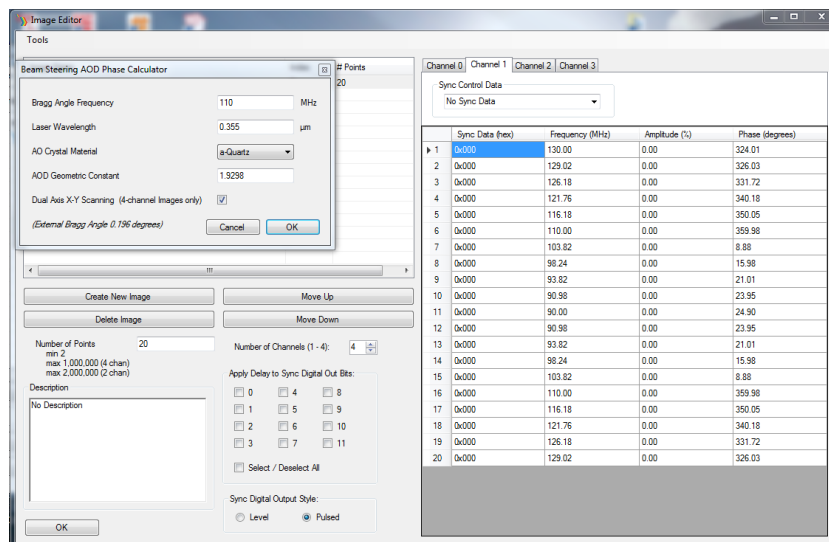 Image Editor
Tools
Beam Steering AOD Phase Calculator
Bragg Angle Frequency 110 MHz
Laser Wavelength 0.355 µm
AO Crystal Material a-Quartz
AOD Geometric Constant 1.9298
Dual Axis X-Y Scanning (4-channel Images only)
(External Bragg Angle 0.196 degrees) Cancel OK
# Points
20
Create New Image Move Up
Delete Image Move Down
Number of Points 20
min 2
max 1,000,000 (4 chan)
max 2,000,000 (2 chan)
Number of Channels (1 - 4): 4
Description
No Description
Apply Delay to Sync Digital Out Bits:
0 4 8
1 5 9
2 6 10
3 7 11
Select / Deselect All
Sync Digital Output Style:
Level Pulsed
OK
Channel 0 Channel 1 Channel 2 Channel 3
Sync Control Data
No Sync Data
Sync Data (hex) Frequency (MHz) Amplitude (%) Phase (degrees)
1 0x000 130.00 0.00 324.01
2 0x000 129.02 0.00 326.03
3 0x000 126.18 0.00 331.72
4 0x000 121.76 0.00 340.18
5 0x000 116.18 0.00 350.05
6 0x000 110.00 0.00 359.98
7 0x000 103.82 0.00 8.88
8 0x000 98.24 0.00 15.98
9 0x000 93.82 0.00 21.01
10 0x000 90.98 0.00 23.95
11 0x000 90.00 0.00 24.90
12 0x000 90.98 0.00 23.95
13 0x000 93.82 0.00 21.01
14 0x000 98.24 0.00 15.98
15 0x000 103.82 0.00 8.88
16 0x000 110.00 0.00 359.98
17 0x000 116.18 0.00 350.05
18 0x000 121.76 0.00 340.18
19 0x000 126.18 0.00 331.72
20 0x000 129.02 0.00 326.03